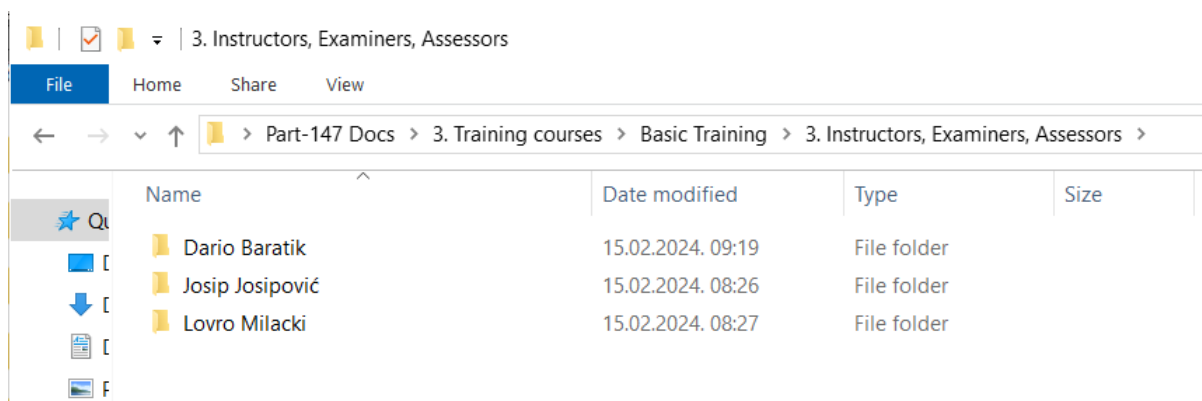 3. Instructors, Examiners, Assessors
File Home Share View
Part-147 Docs > 3. Training courses > Basic Training > 3. Instructors, Examiners, Assessors >
Name Date modified Type Size
Dario Baratik 15.02.2024. 09:19 File folder
Josip Josipović 15.02.2024. 08:26 File folder
Lovro Milacki 15.02.2024. 08:27 File folder